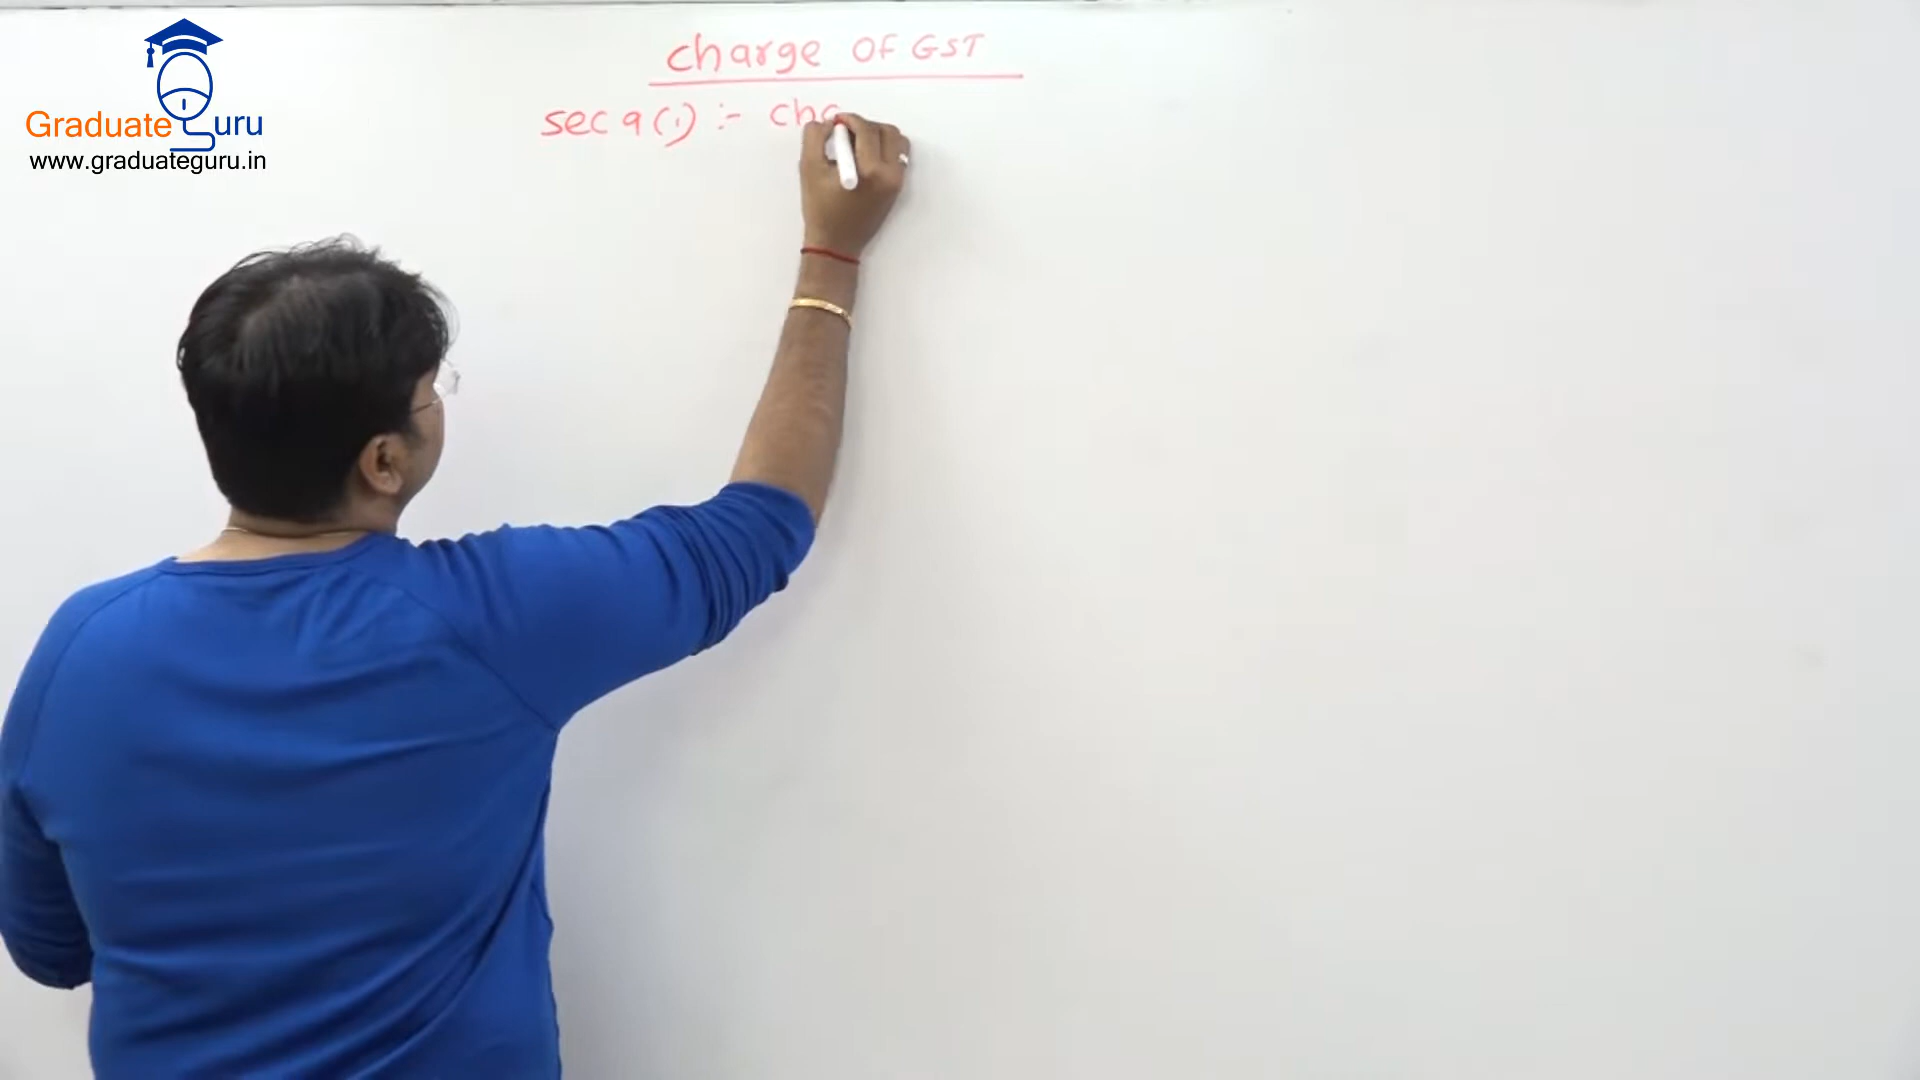 Graduate Guru
www.graduateguru.in
charge OF GST
sec 9 (1) :- cha